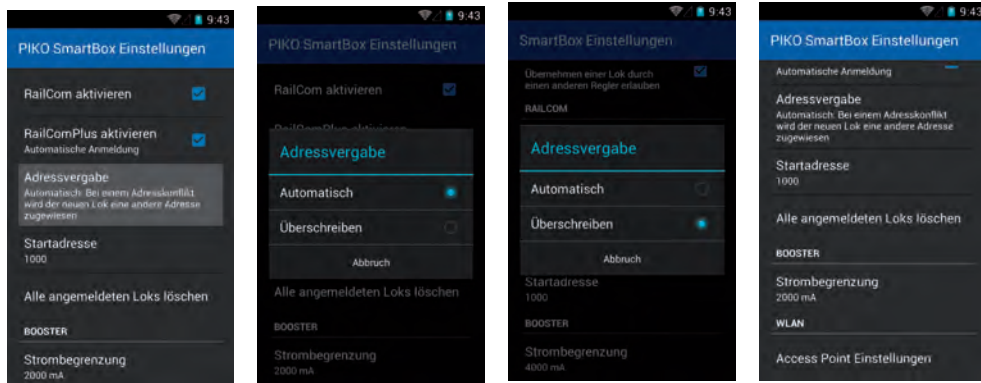 9:43
PIKO SmartBox Einstellungen
RailCom aktivieren
RailComPlus aktivieren
Automatische Anmeldung
Adressvergabe
Automatisch: Bei einem Adresskonflikt
wird der neuen Lok eine andere Adresse
zugewiesen
Startadresse
1000
Alle angemeldeten Loks löschen
BOOSTER
Strombegrenzung
2000 mA
9:43
PIKO SmartBox Einstellungen
RailCom aktivieren
RailComPlus aktivieren
Adressvergabe
Automatisch
Überschreiben
Abbruch
Alle angemeldeten Loks löschen
BOOSTER
Strombegrenzung
2000 mA
9:43
SmartBox Einstellungen
Übernehmen einer Lok durch
einen anderen Regler erlauben
RAILCOM
Adressvergabe
Automatisch
Überschreiben
Abbruch
Startadresse
1000
BOOSTER
Strombegrenzung
4000 mA
9:43
PIKO SmartBox Einstellungen
Automatische Anmeldung
Adressvergabe
Automatisch: Bei einem Adresskonflikt
wird der neuen Lok eine andere Adresse
zugewiesen
Startadresse
1000
Alle angemeldeten Loks löschen
BOOSTER
Strombegrenzung
2000 mA
WLAN
Access Point Einstellungen